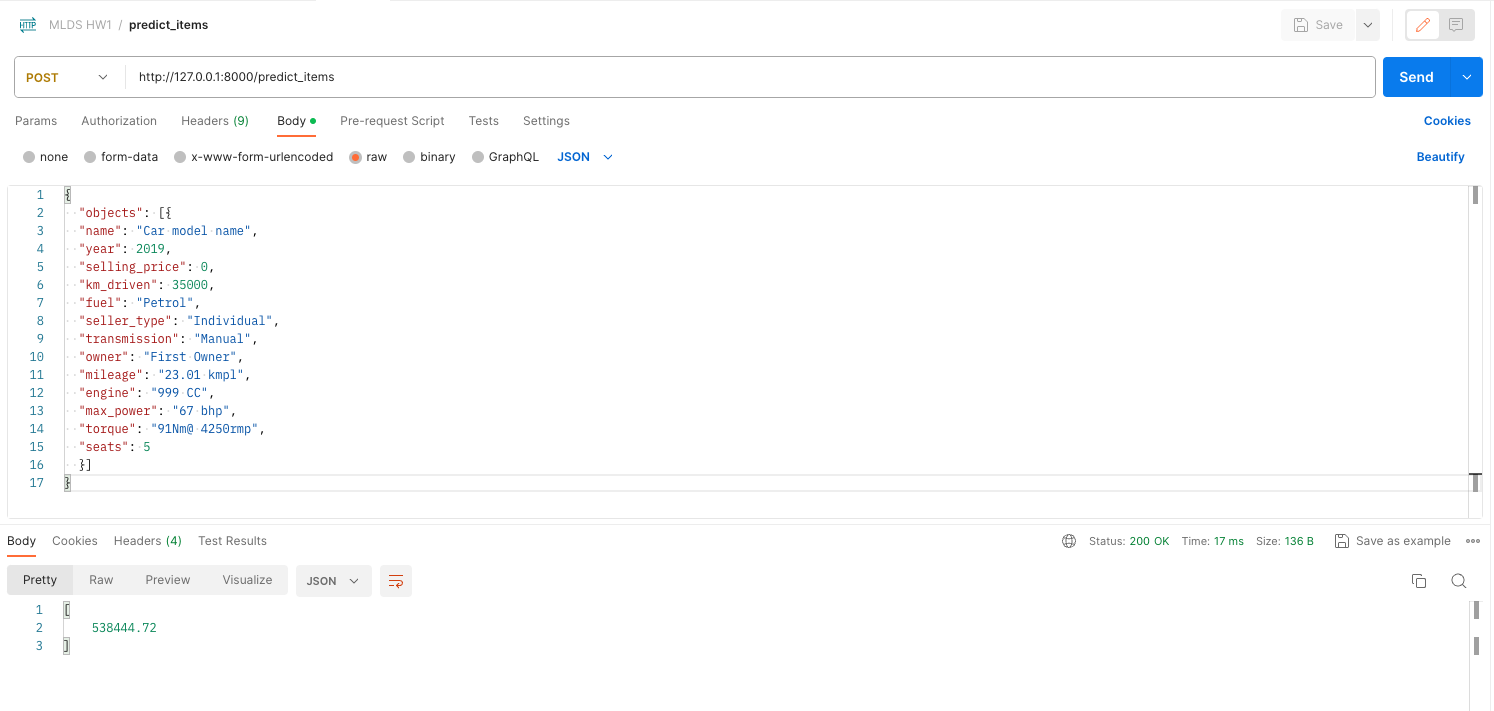 HTTP MLDS HW1 / predict_items Save
POST http://127.0.0.1:8000/predict_items Send
Params Authorization Headers (9) Body Pre-request Script Tests Settings Cookies
none form-data x-www-form-urlencoded raw binary GraphQL JSON Beautify
1 {
2 "objects": [{
3 "name": "Car model name",
4 "year": 2019,
5 "selling_price": 0,
6 "km_driven": 35000,
7 "fuel": "Petrol",
8 "seller_type": "Individual",
9 "transmission": "Manual",
10 "owner": "First Owner",
11 "mileage": "23.01 kmpl",
12 "engine": "999 CC",
13 "max_power": "67 bhp",
14 "torque": "91Nm@ 4250rmp",
15 "seats": 5
16 }]
17 }
Body Cookies Headers (4) Test Results Status: 200 OK Time: 17 ms Size: 136 B Save as example
Pretty Raw Preview Visualize JSON
1 [
2 538444.72
3 ]